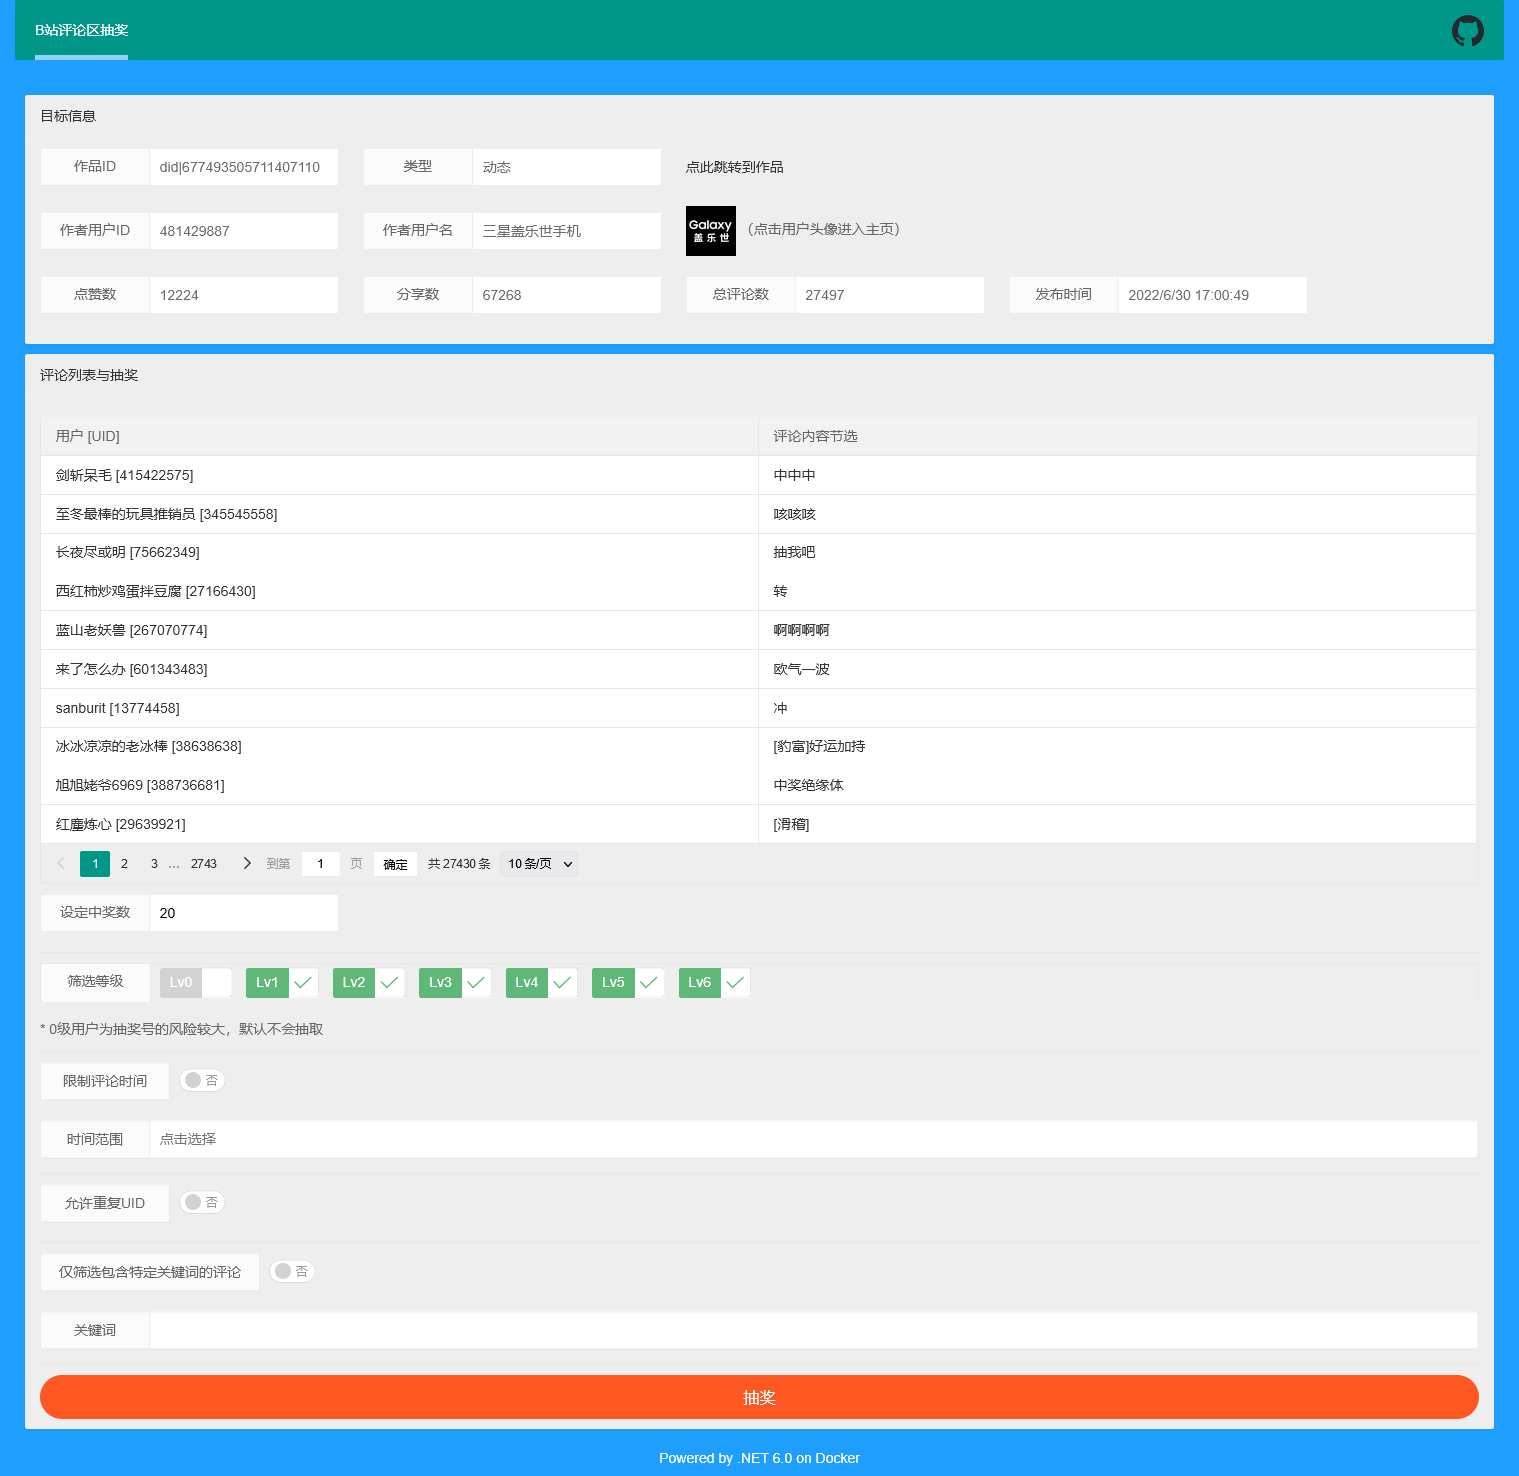 B站评论区抽奖
目标信息
作品ID did|677493505711407110 类型 动态 点此跳转到作品
作者用户ID 481429887 作者用户名 三星盖乐世手机 Galaxy 盖乐世 (点击用户头像进入主页)
点赞数 12224 分享数 67268 总评论数 27497 发布时间 2022/6/30 17:00:49
评论列表与抽奖
用户 [UID] 评论内容节选
剑斩呆毛 [415422575] 中中中
至冬最棒的玩具推销员 [345545558] 咳咳咳
长夜尽或明 [75662349] 抽我吧
西红柿炒鸡蛋拌豆腐 [27166430] 转
蓝山老妖兽 [267070774] 啊啊啊啊
来了怎么办 [601343483] 欧气一波
sanburit [13774458] 冲
冰冰凉凉的老冰棒 [38638638] [豹富]好运加持
旭旭姥爷6969 [388736681] 中奖绝缘体
红塵炼心 [29639921] [滑稽]
1 2 3 … 2743 到第 1 页 确定 共 27430 条 10 条/页
设定中奖数 20
筛选等级 Lv0 Lv1 Lv2 Lv3 Lv4 Lv5 Lv6
* 0级用户为抽奖号的风险较大，默认不会抽取
限制评论时间 否
时间范围 点击选择
允许重复UID 否
仅筛选包含特定关键词的评论 否
关键词
抽奖
Powered by .NET 6.0 on Docker